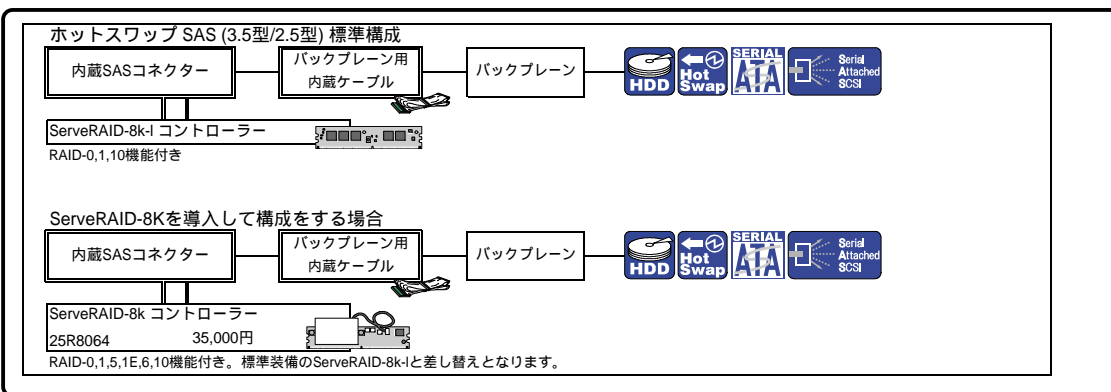 ホットスワップ SAS (3.5型/2.5型) 標準構成
内蔵SASコネクター
バックプレーン用
内蔵ケーブル
バックプレーン
HDD
Hot
Swap
SERIAL
ATA
Serial
Attached
SCSI
ServeRAID-8k-l コントローラー
RAID-0,1,10機能付き
ServeRAID-8Kを導入して構成をする場合
内蔵SASコネクター
バックプレーン用
内蔵ケーブル
バックプレーン
HDD
Hot
Swap
SERIAL
ATA
Serial
Attached
SCSI
ServeRAID-8k コントローラー
25R8064 35,000円
RAID-0,1,5,1E,6,10機能付き。標準装備のServeRAID-8k-lと差し替えとなります。